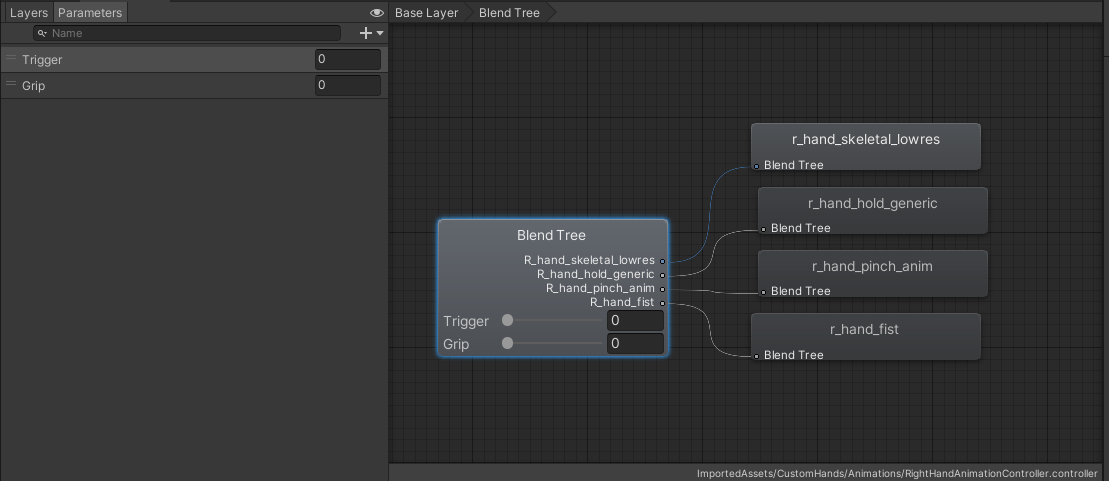 Layers Parameters
Base Layer Blend Tree
Name
Trigger 0
Grip 0
r_hand_skeletal_lowres
Blend Tree
r_hand_hold_generic
Blend Tree
r_hand_pinch_anim
Blend Tree
r_hand_fist
Blend Tree
Blend Tree
R_hand_skeletal_lowres
R_hand_hold_generic
R_hand_pinch_anim
R_hand_fist
Trigger 0
Grip 0
ImportedAssets/CustomHands/Animations/RightHandAnimationController.controller